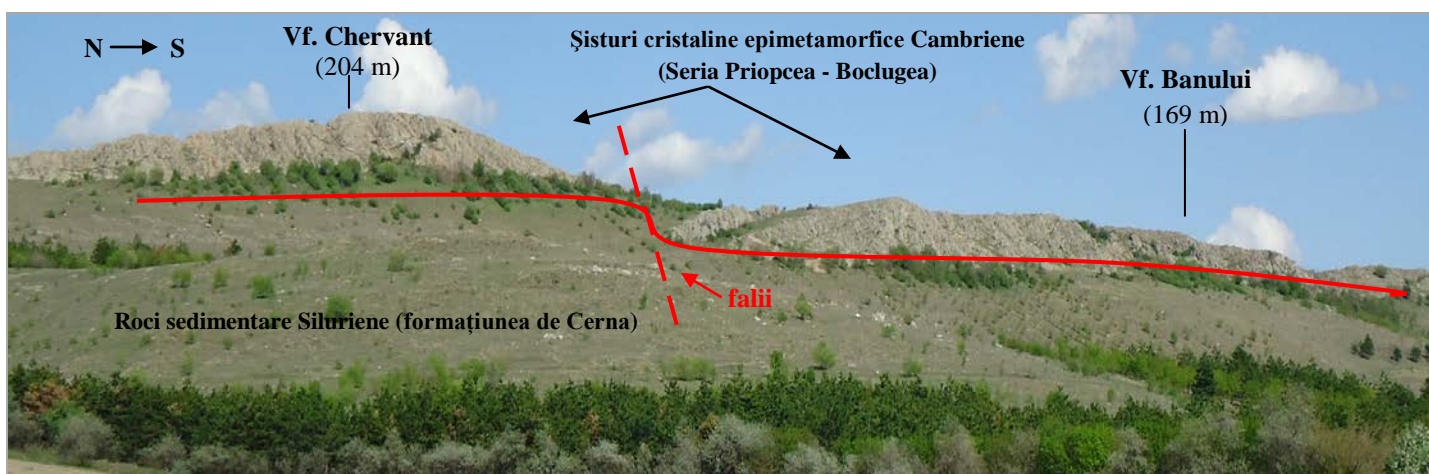 N S
Vf. Chervant
(204 m)
Şisturi cristaline epimetamorfice Cambriene
(Seria Priopcea - Boclugea)
Vf. Banului
(169 m)
falii
Roci sedimentare Siluriene (formațiunea de Cerna)